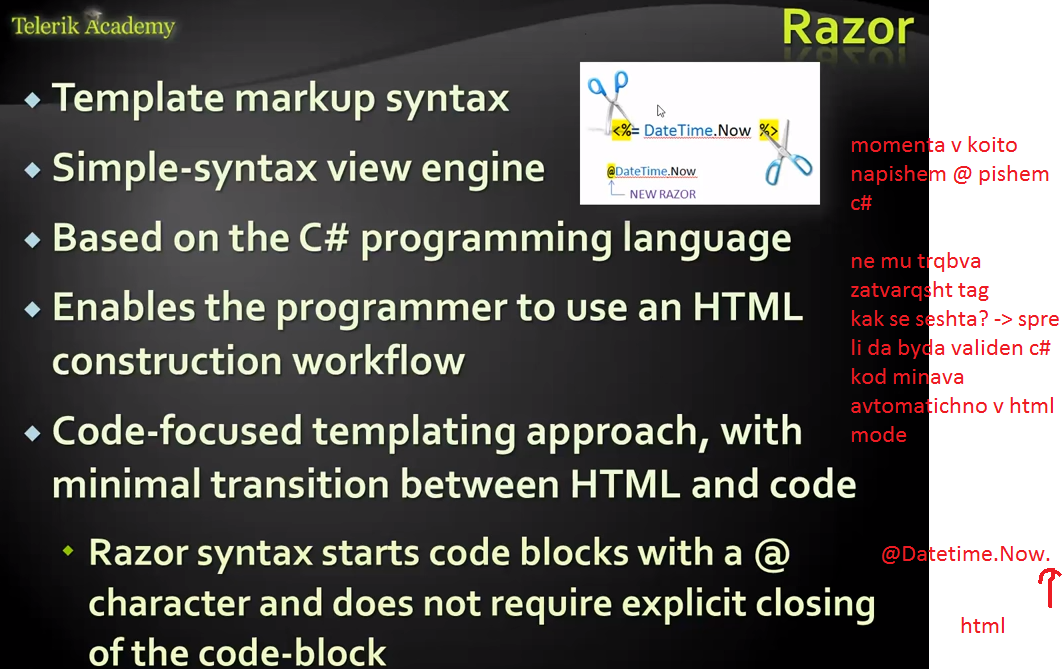 Telerik Academy
Razor
Template markup syntax
Simple-syntax view engine
Based on the C# programming language
Enables the programmer to use an HTML
construction workflow
Code-focused templating approach, with
minimal transition between HTML and code
Razor syntax starts code blocks with a @
character and does not require explicit closing
of the code-block
<%= DateTime.Now %>
@DateTime.Now
NEW RAZOR
momenta v koito
napishem @ pishem
c#
ne mu trqbva
zatvarqsht tag
kak se seshta? -> spre
li da byda validen c#
kod minava
avtomatichno v html
mode
@Datetime.Now.
html